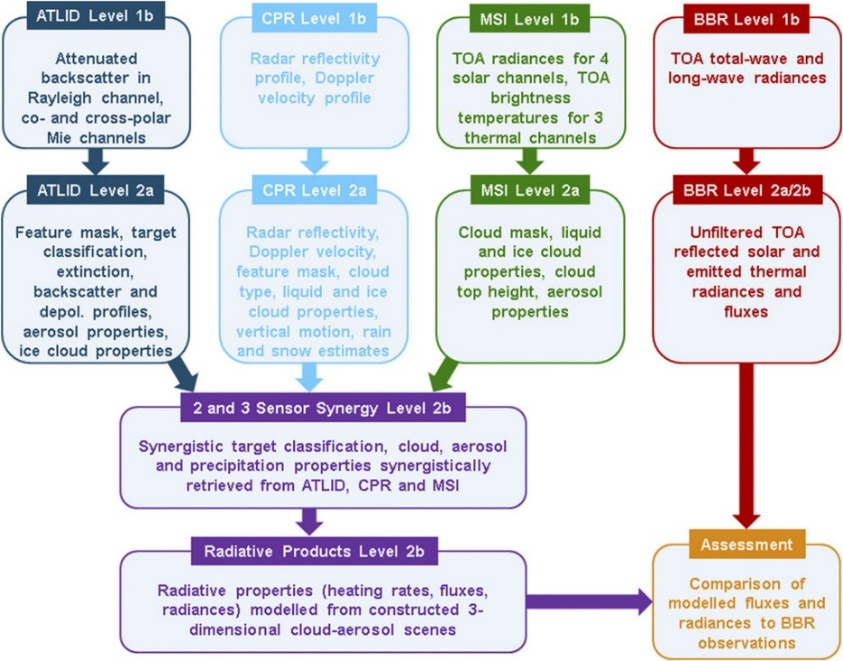 ATLID Level 1b
Attenuated
backscatter in
Rayleigh channel,
co- and cross-polar
Mie channels
CPR Level 1b
Radar reflectivity
profile, Doppler
velocity profile
MSI Level 1b
TOA radiances for 4
solar channels, TOA
brightness
temperatures for 3
thermal channels
BBR Level 1b
TOA total-wave and
long-wave radiances
ATLID Level 2a
Feature mask, target
classification,
extinction,
backscatter and
depol. profiles,
aerosol properties,
ice cloud properties
CPR Level 2a
Radar reflectivity,
Doppler velocity,
feature mask, cloud
type, liquid and ice
cloud properties,
vertical motion, rain
and snow estimates
MSI Level 2a
Cloud mask, liquid
and ice cloud
properties, cloud
top height, aerosol
properties
BBR Level 2a/2b
Unfiltered TOA
reflected solar and
emitted thermal
radiances and
fluxes
2 and 3 Sensor Synergy Level 2b
Synergistic target classification, cloud, aerosol
and precipitation properties synergistically
retrieved from ATLID, CPR and MSI
Radiative Products Level 2b
Radiative properties (heating rates, fluxes,
radiances) modelled from constructed 3-
dimensional cloud-aerosol scenes
Assessment
Comparison of
modelled fluxes and
radiances to BBR
observations